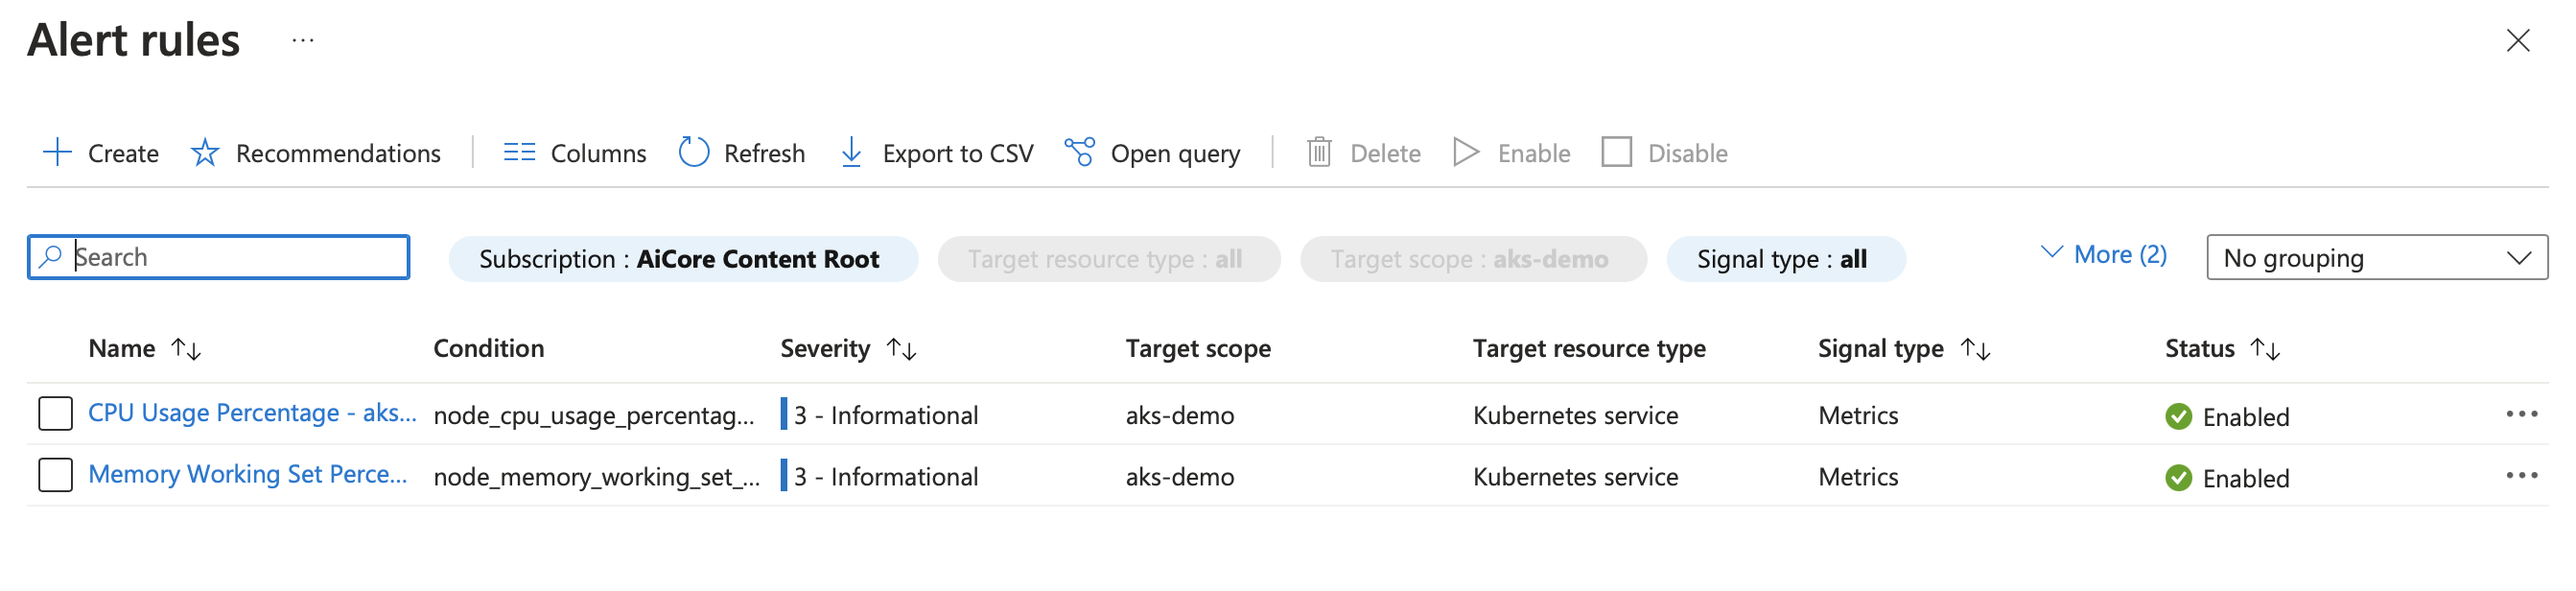 Alert rules ...
Create Recommendations Columns Refresh Export to CSV Open query Delete Enable Disable
Search Subscription : AiCore Content Root Target resource type : all Target scope : aks-demo Signal type : all More (2) No grouping
Name Condition Severity Target scope Target resource type Signal type Status
CPU Usage Percentage - aks... node_cpu_usage_percentag... 3 - Informational aks-demo Kubernetes service Metrics Enabled
Memory Working Set Perce... node_memory_working_set_... 3 - Informational aks-demo Kubernetes service Metrics Enabled